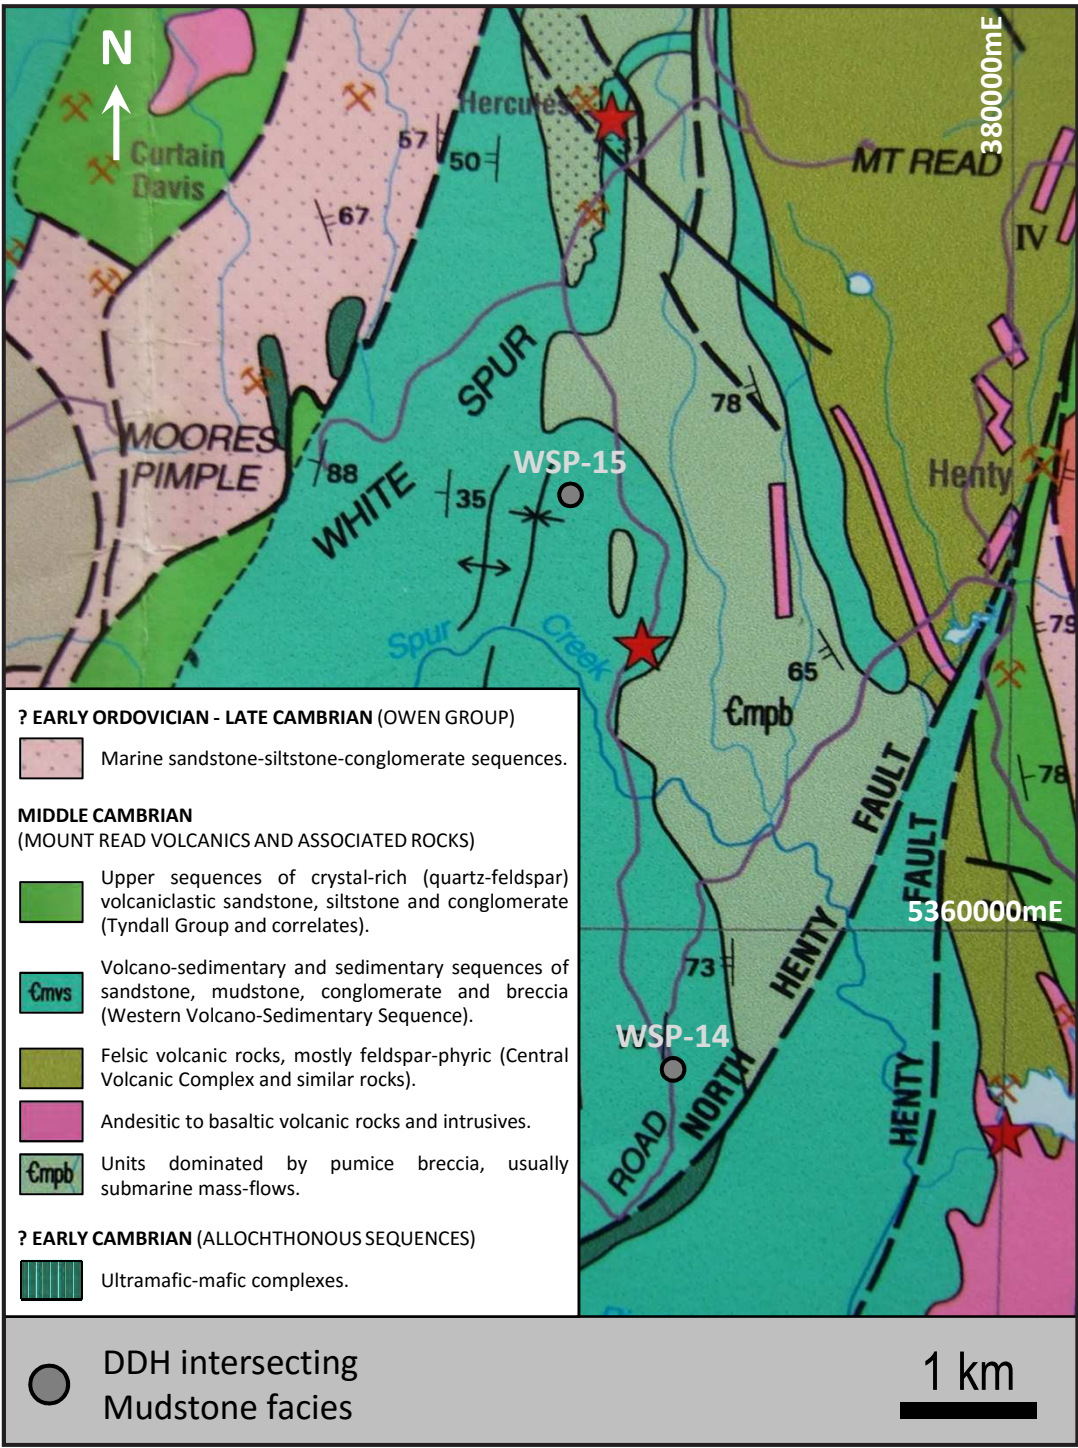 N
380000mE
Hercules
57
50
37
Curtain
Davis
MT READ
67
IV
SPUR
78
MOORES
PIMPLE
88
WHITE
35
WSP-15
Henty
79
Spur
Creek
65
Єmpb
78
FAULT
FAULT
5360000mE
HENTY
73
WSP-14
NORTH
HENTY
ROAD
? EARLY ORDOVICIAN - LATE CAMBRIAN (OWEN GROUP)
Marine sandstone-siltstone-conglomerate sequences.
MIDDLE CAMBRIAN
(MOUNT READ VOLCANICS AND ASSOCIATED ROCKS)
Upper sequences of crystal-rich (quartz-feldspar)
volcaniclastic sandstone, siltstone and conglomerate
(Tyndall Group and correlates).
Єmvs
Volcano-sedimentary and sedimentary sequences of
sandstone, mudstone, conglomerate and breccia
(Western Volcano-Sedimentary Sequence).
Felsic volcanic rocks, mostly feldspar-phyric (Central
Volcanic Complex and similar rocks).
Andesitic to basaltic volcanic rocks and intrusives.
Єmpb
Units dominated by pumice breccia, usually
submarine mass-flows.
? EARLY CAMBRIAN (ALLOCHTHONOUS SEQUENCES)
Ultramafic-mafic complexes.
DDH intersecting
Mudstone facies
1 km